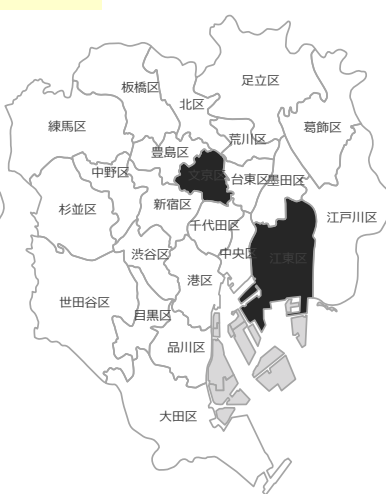 足立区
板橋区
北区
葛飾区
練馬区
荒川区
豊島区
中野区
文京区
台東区
墨田区
杉並区
新宿区
江戸川区
千代田区
渋谷区
中央区
江東区
港区
世田谷区
目黒区
品川区
大田区